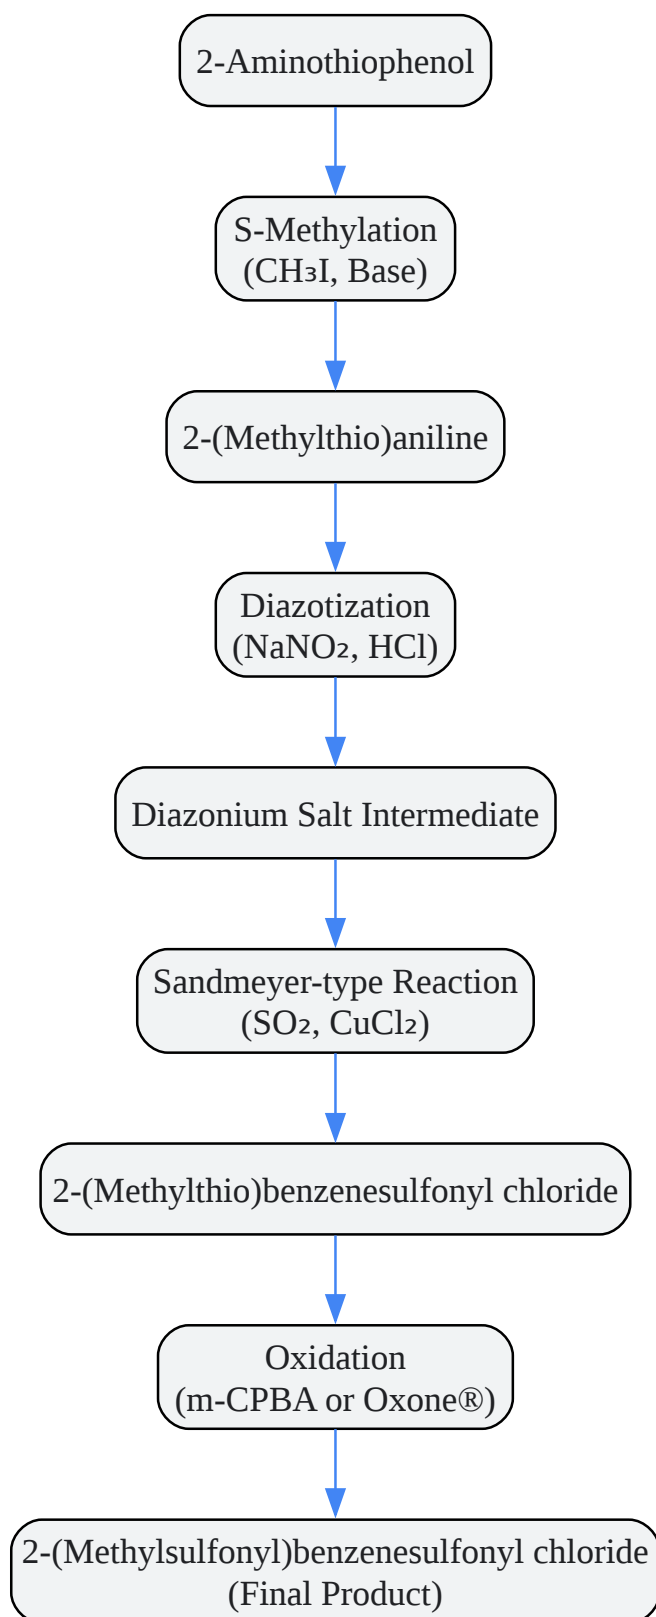 2-Aminothiophenol
S-Methylation
(CH₃I, Base)
2-(Methylthio)aniline
Diazotization
(NaNO₂, HCl)
Diazonium Salt Intermediate
Sandmeyer-type Reaction
(SO₂, CuCl₂)
2-(Methylthio)benzenesulfonyl chloride
Oxidation
(m-CPBA or Oxone®)
2-(Methylsulfonyl)benzenesulfonyl chloride
(Final Product)